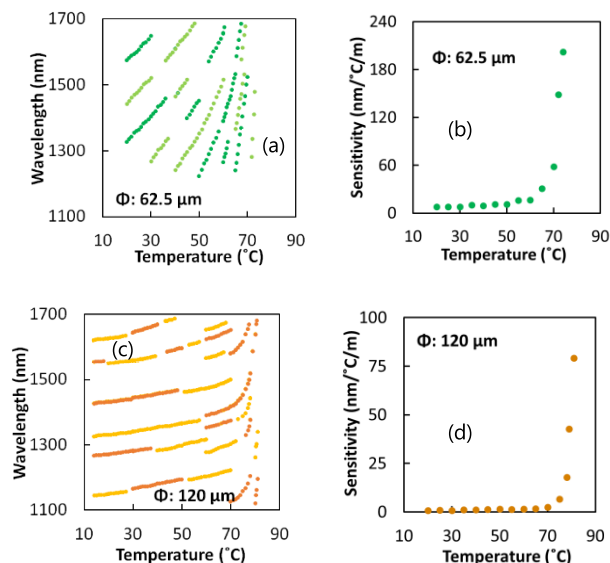 1700
1500
1300
1100
Wavelength (nm)
(a)
Φ: 62.5 µm
10 30 50 70 90
Temperature (˚C)
240
180
120
60
0
Sensitivity (nm/˚C/m)
Φ: 62.5 µm
(b)
10 30 50 70 90
Temperature (˚C)
1700
1500
1300
1100
Wavelength (nm)
(c)
Φ: 120 µm
10 30 50 70 90
Temperature (˚C)
100
75
50
25
0
Sensitivity (nm/˚C/m)
Φ: 120 µm
(d)
10 30 50 70 90
Temperature (˚C)